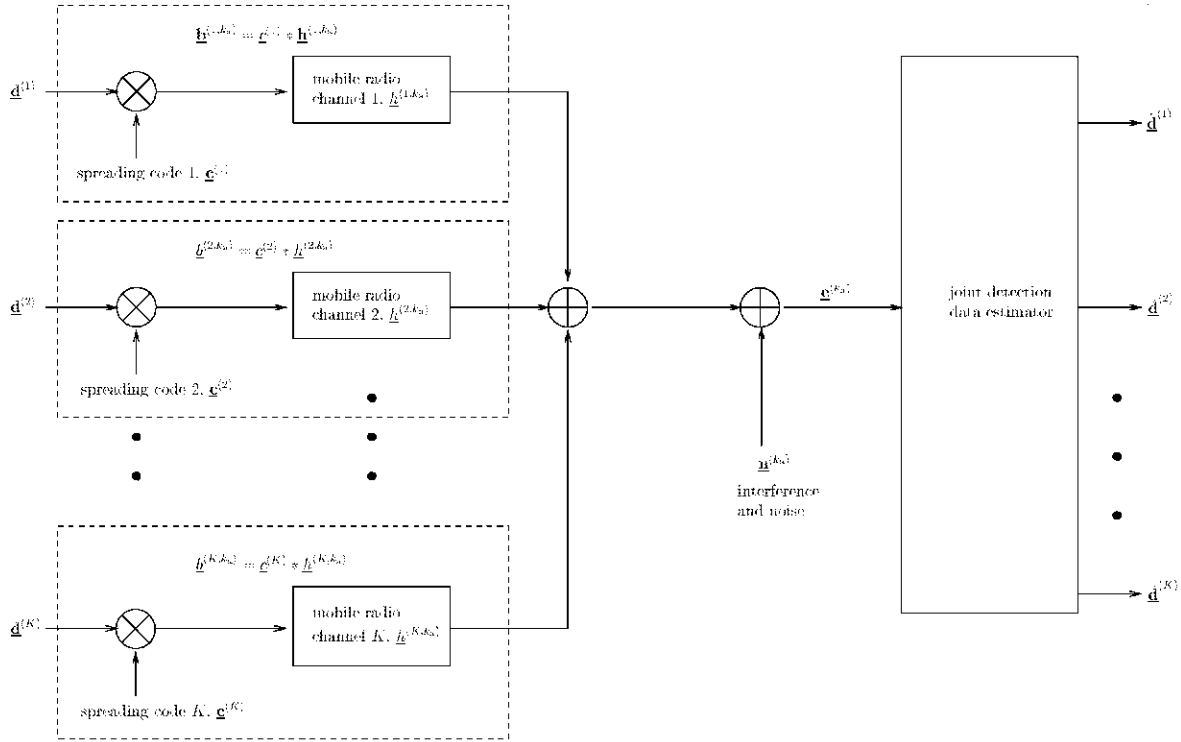 𝐛̲⁽¹,ᵏᵃ⁾ = c̲⁽¹⁾ * 𝐡̲⁽¹,ᵏᵃ⁾
d̲⁽¹⁾
mobile radio
channel 1, h̲⁽¹,ᵏᵃ⁾
d̲̂⁽¹⁾
spreading code 1, c̲⁽¹⁾
b̲⁽²,ᵏᵃ⁾ = c̲⁽²⁾ * h̲⁽²,ᵏᵃ⁾
d̲⁽²⁾
mobile radio
channel 2, h̲⁽²,ᵏᵃ⁾
e̲⁽ᵏᵃ⁾
joint detection
data estimator
d̲̂⁽²⁾
spreading code 2, c̲⁽²⁾
n̲⁽ᵏᵃ⁾
interference
and noise
b̲⁽ᴷ,ᵏᵃ⁾ = c̲⁽ᴷ⁾ * h̲⁽ᴷ,ᵏᵃ⁾
d̲⁽ᴷ⁾
mobile radio
channel K, h̲⁽ᴷ,ᵏᵃ⁾
d̲̂⁽ᴷ⁾
spreading code K, c̲⁽ᴷ⁾